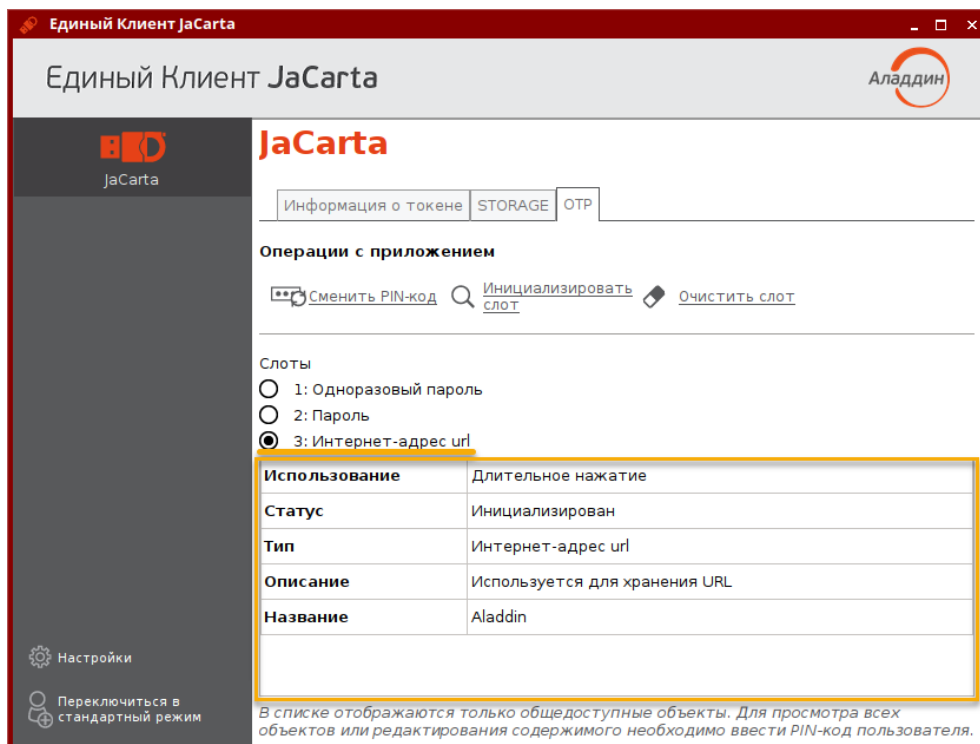 Единый Клиент JaCarta
Единый Клиент JaCarta
Аладдин
JaCarta
JaCarta
Информация о токене STORAGE OTP
Операции с приложением
Сменить PIN-код
Инициализировать
слот
Очистить слот
Слоты
1: Одноразовый пароль
2: Пароль
3: Интернет-адрес url
Использование Длительное нажатие
Статус Инициализирован
Тип Интернет-адрес url
Описание Используется для хранения URL
Название Aladdin
Настройки
Переключиться в
стандартный режим
В списке отображаются только общедоступные объекты. Для просмотра всех
объектов или редактирования содержимого необходимо ввести PIN-код пользователя.